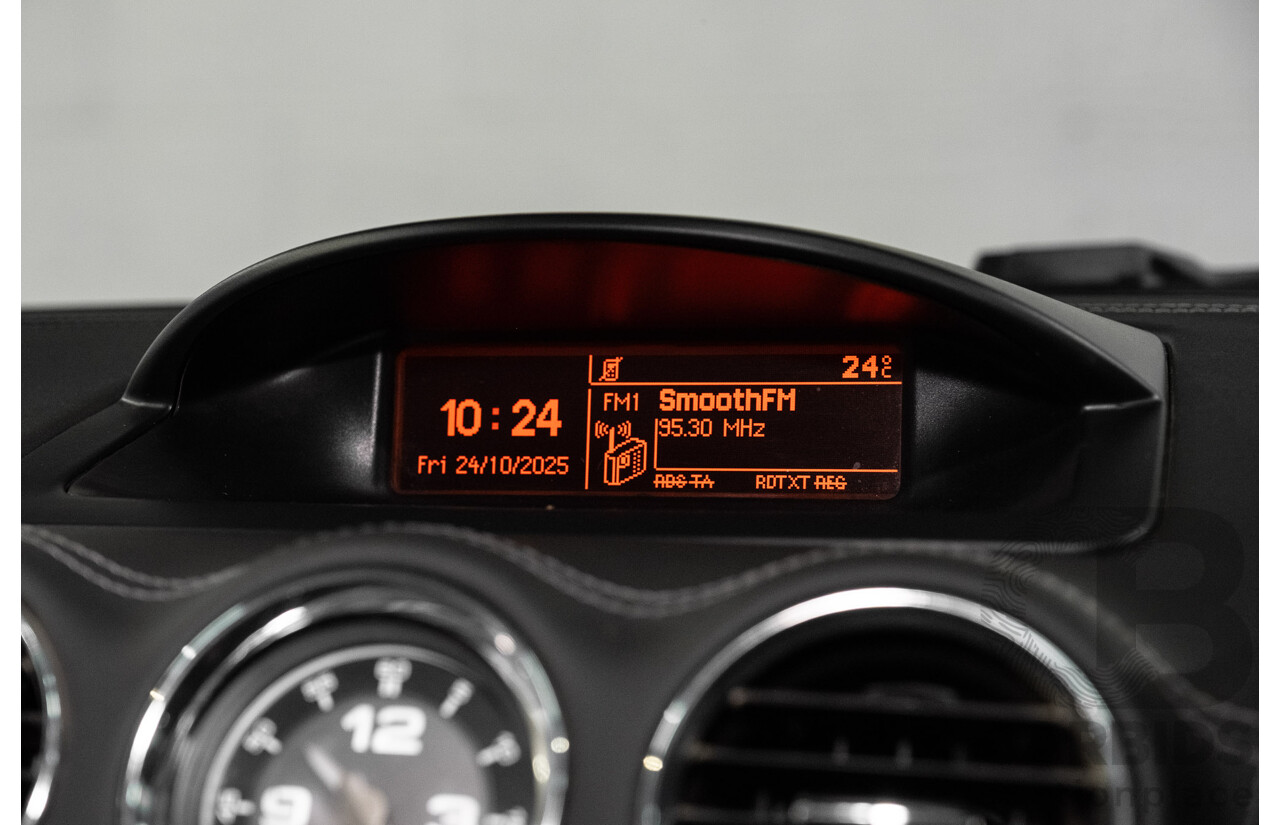 24°C
10:24
FM1 SmoothFM
95.30 MHz
Fri 24/10/2025
RDS TA RDTXT REG
12
9 3